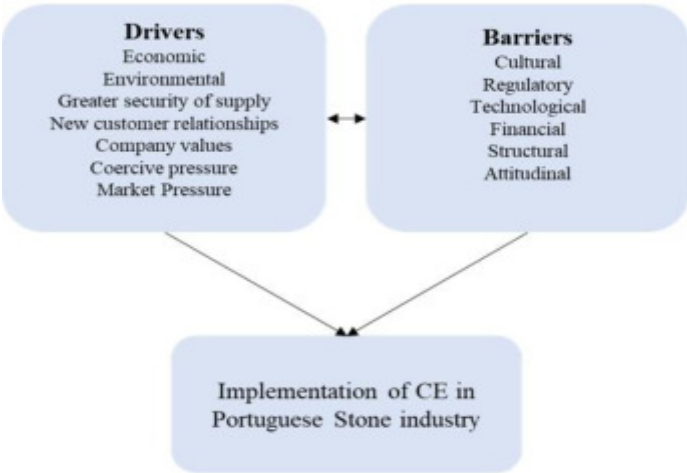 Drivers
Economic
Environmental
Greater security of supply
New customer relationships
Company values
Coercive pressure
Market Pressure
Barriers
Cultural
Regulatory
Technological
Financial
Structural
Attitudinal
Implementation of CE in
Portuguese Stone industry